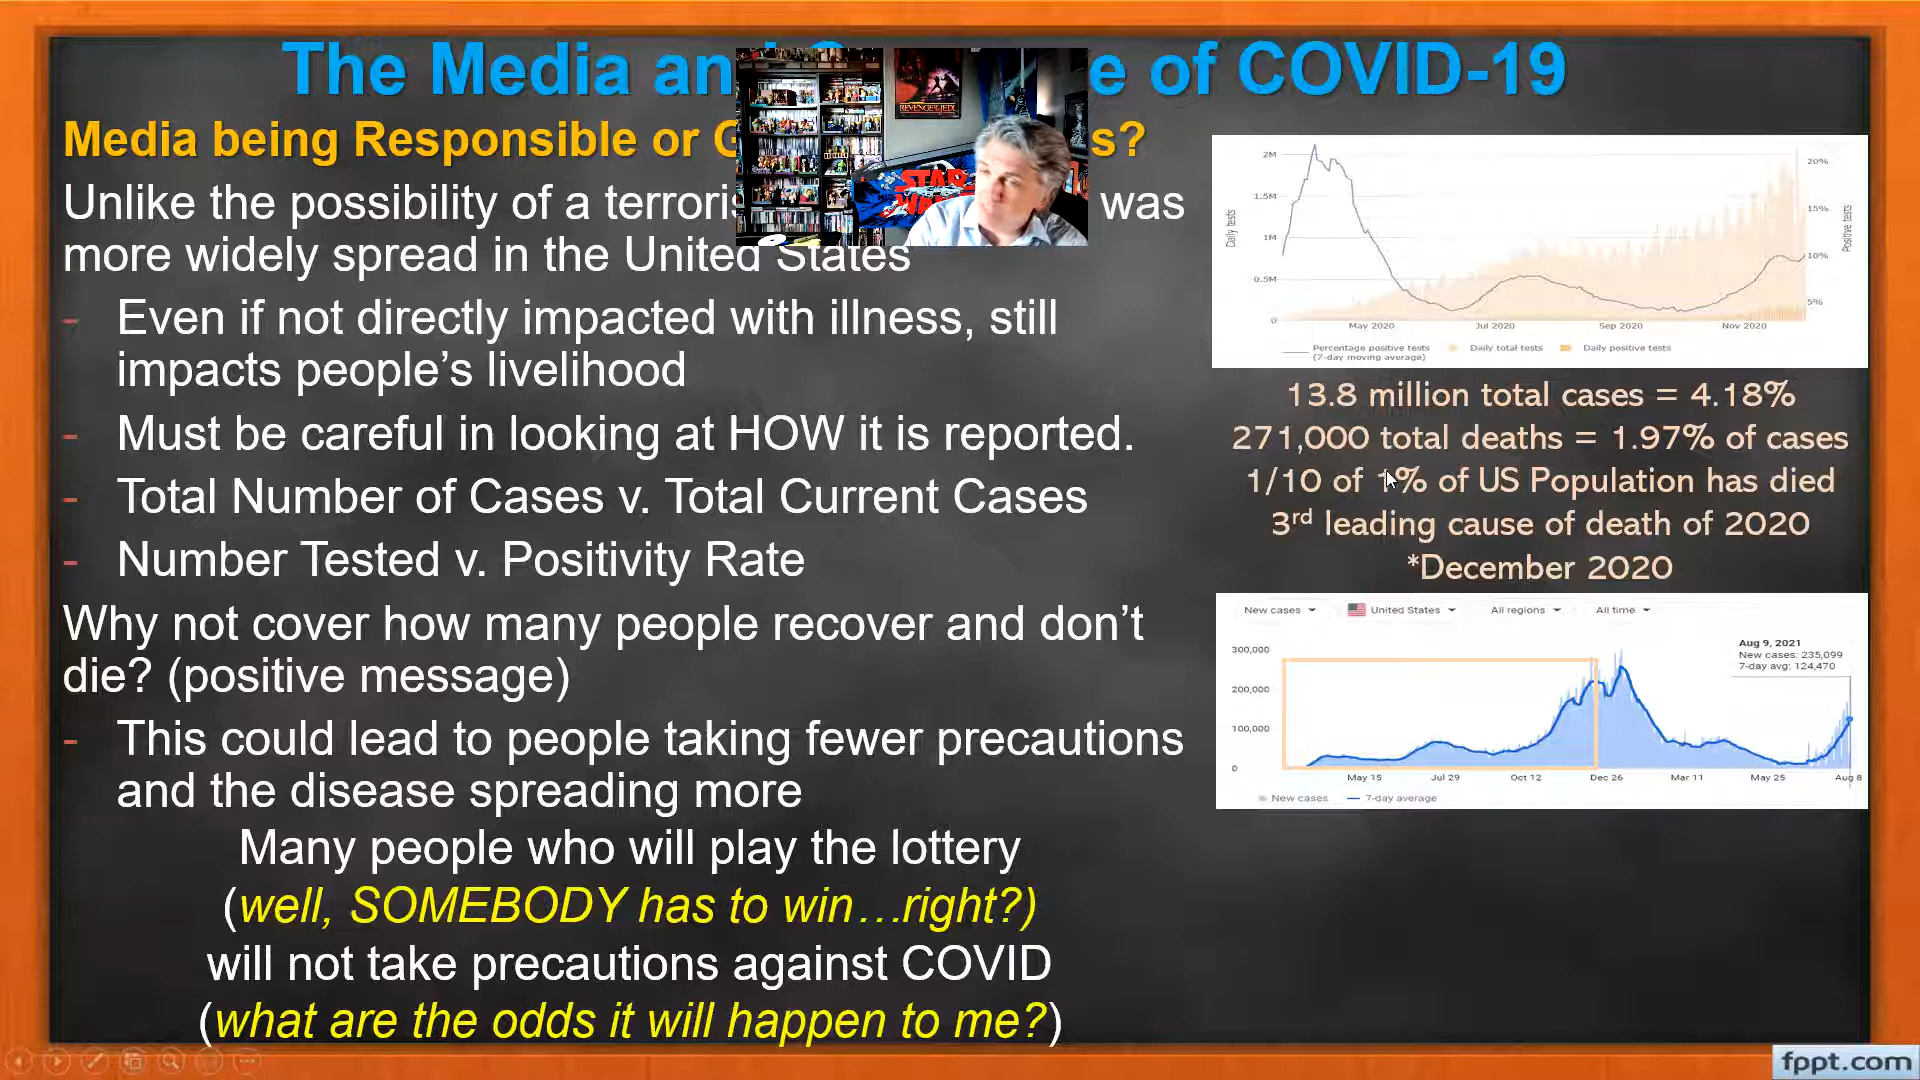 The Media an e of COVID-19
Media being Responsible or G s?
Unlike the possibility of a terroris was
more widely spread in the United States
- Even if not directly impacted with illness, still
impacts people’s livelihood
- Must be careful in looking at HOW it is reported.
- Total Number of Cases v. Total Current Cases
- Number Tested v. Positivity Rate
Why not cover how many people recover and don’t
die? (positive message)
- This could lead to people taking fewer precautions
and the disease spreading more
Many people who will play the lottery
(well, SOMEBODY has to win…right?)
will not take precautions against COVID
(what are the odds it will happen to me?)
REVENGE OF THE JEDI
STAR
WARS
2M
1.5M
1M
0.5M
0
Daily tests
20%
15%
10%
5%
Positive tests
May 2020 Jul 2020 Sep 2020 Nov 2020
Percentage positive tests Daily total tests Daily positive tests
(7-day moving average)
13.8 million total cases = 4.18%
271,000 total deaths = 1.97% of cases
1/10 of 1% of US Population has died
3rd leading cause of death of 2020
*December 2020
New cases United States All regions All time
Aug 9, 2021
New cases: 235,099
7-day avg: 124,470
300,000
200,000
100,000
0
May 15 Jul 29 Oct 12 Dec 26 Mar 11 May 25 Aug 8
New cases 7-day average
fppt.com